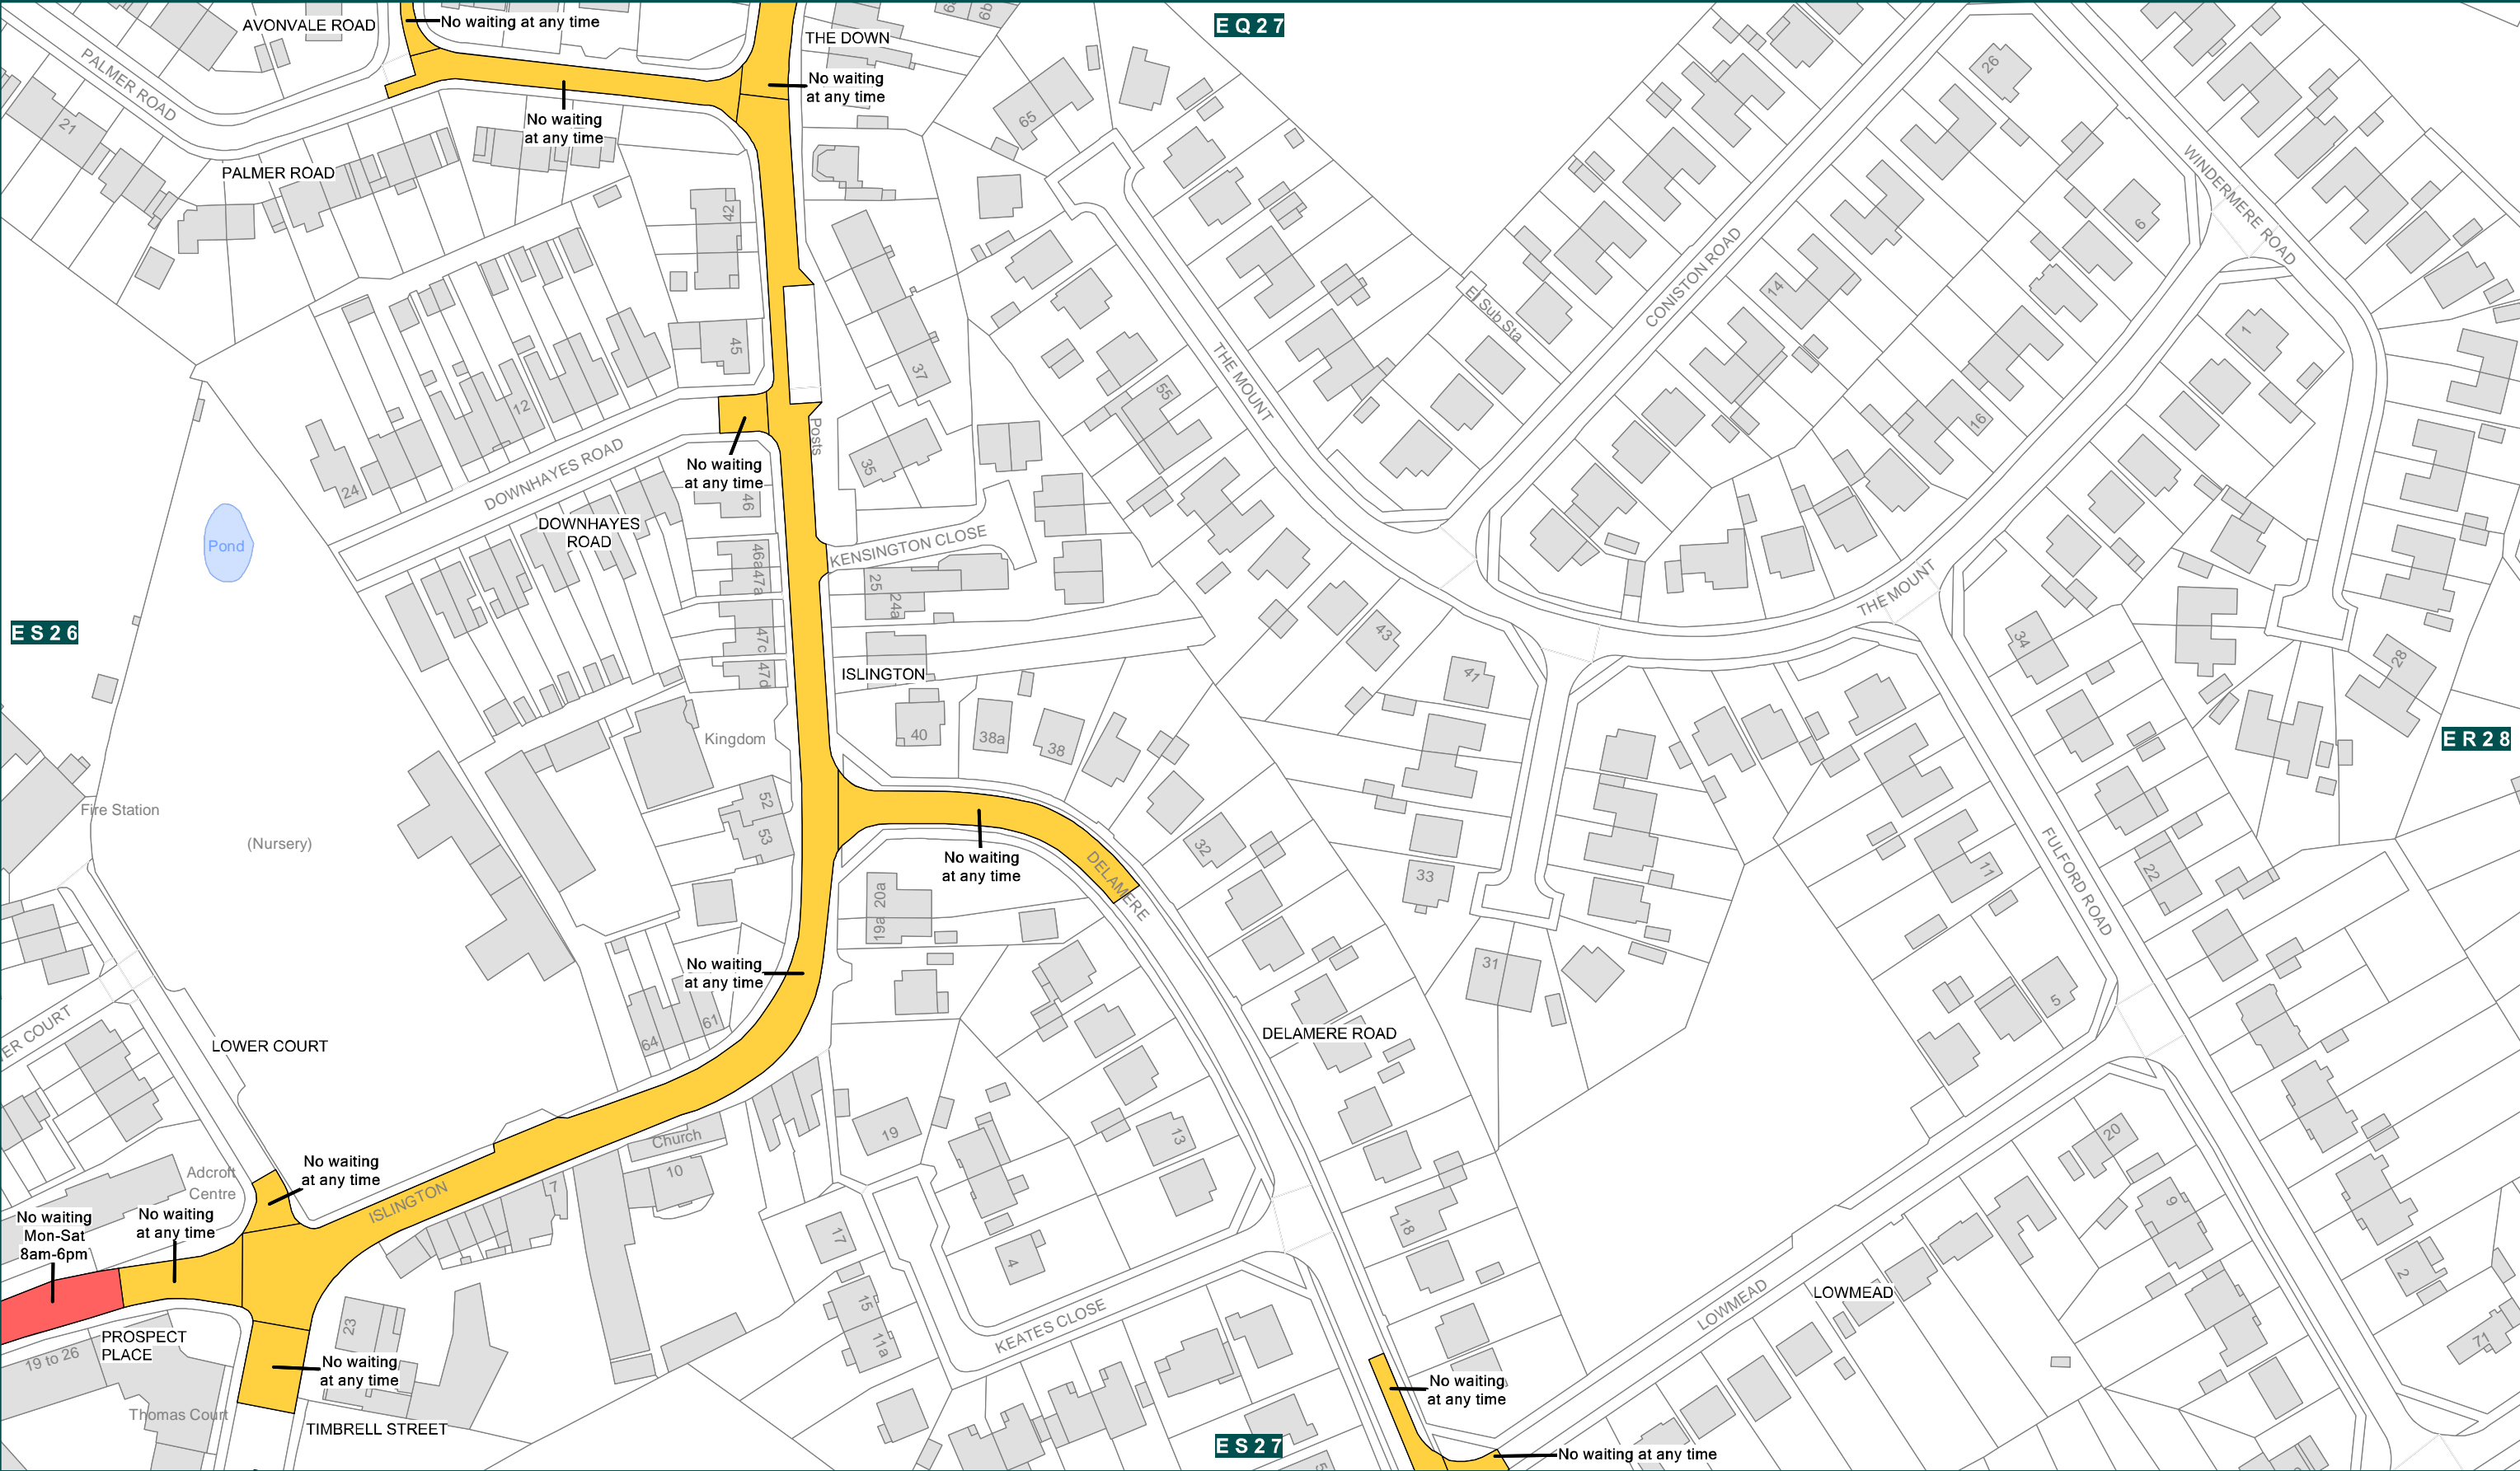 AVONVALE ROAD
No waiting at any time
THE DOWN
E Q 2 7
6b
PALMER ROAD
No waiting
at any time
No waiting
at any time
65
26
21
PALMER ROAD
WINDERMERE ROAD
42
6
CONISTON ROAD
14
El Sub Sta
1
45
37
THE MOUNT
55
12
16
Posts
35
No waiting
at any time
24
DOWNHAYES ROAD
46
DOWNHAYES
ROAD
Pond
KENSINGTON CLOSE
46a
47a
25
24a
THE MOUNT
E S 2 6
47c
43
34
47d
ISLINGTON
41
28
40
38a
38
Kingdom
E R 2 8
Fire Station
52
53
(Nursery)
No waiting
at any time
32
DELAMERE
33
11
22
FULFORD ROAD
20a
19a
No waiting
at any time
31
5
64
61
DELAMERE ROAD
ER COURT
LOWER COURT
19
13
Church
10
20
Adcroft
Centre
No waiting
at any time
7
ISLINGTON
No waiting
Mon-Sat
8am-6pm
No waiting
at any time
17
4
18
9
2
15
11a
KEATES CLOSE
LOWMEAD
LOWMEAD
PROSPECT
PLACE
23
19 to 26
No waiting
at any time
71
No waiting
at any time
Thomas Court
TIMBRELL STREET
E S 2 7
No waiting at any time